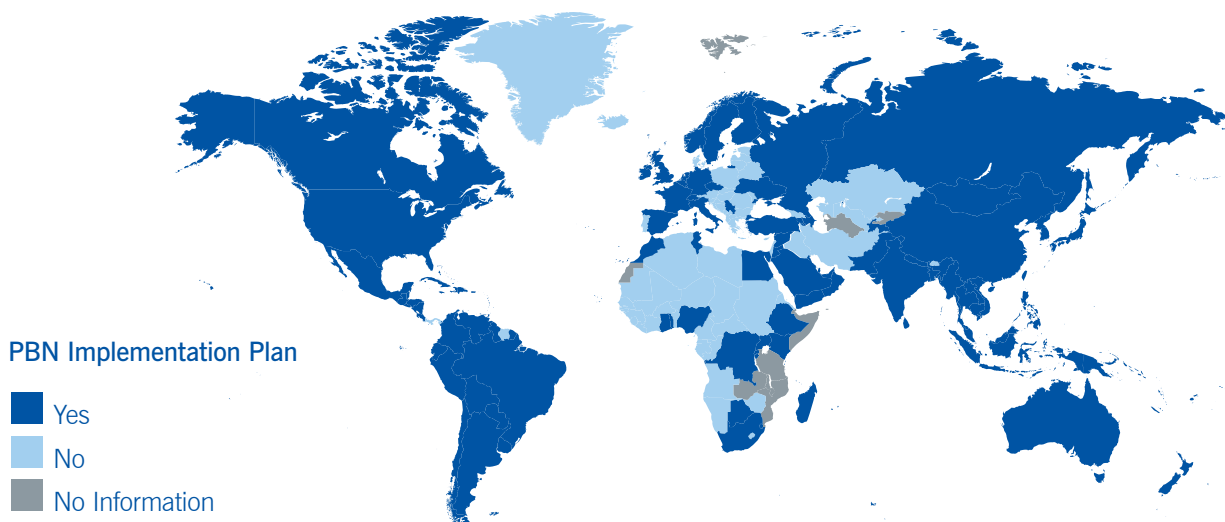 PBN Implementation Plan
Yes
No
No Information